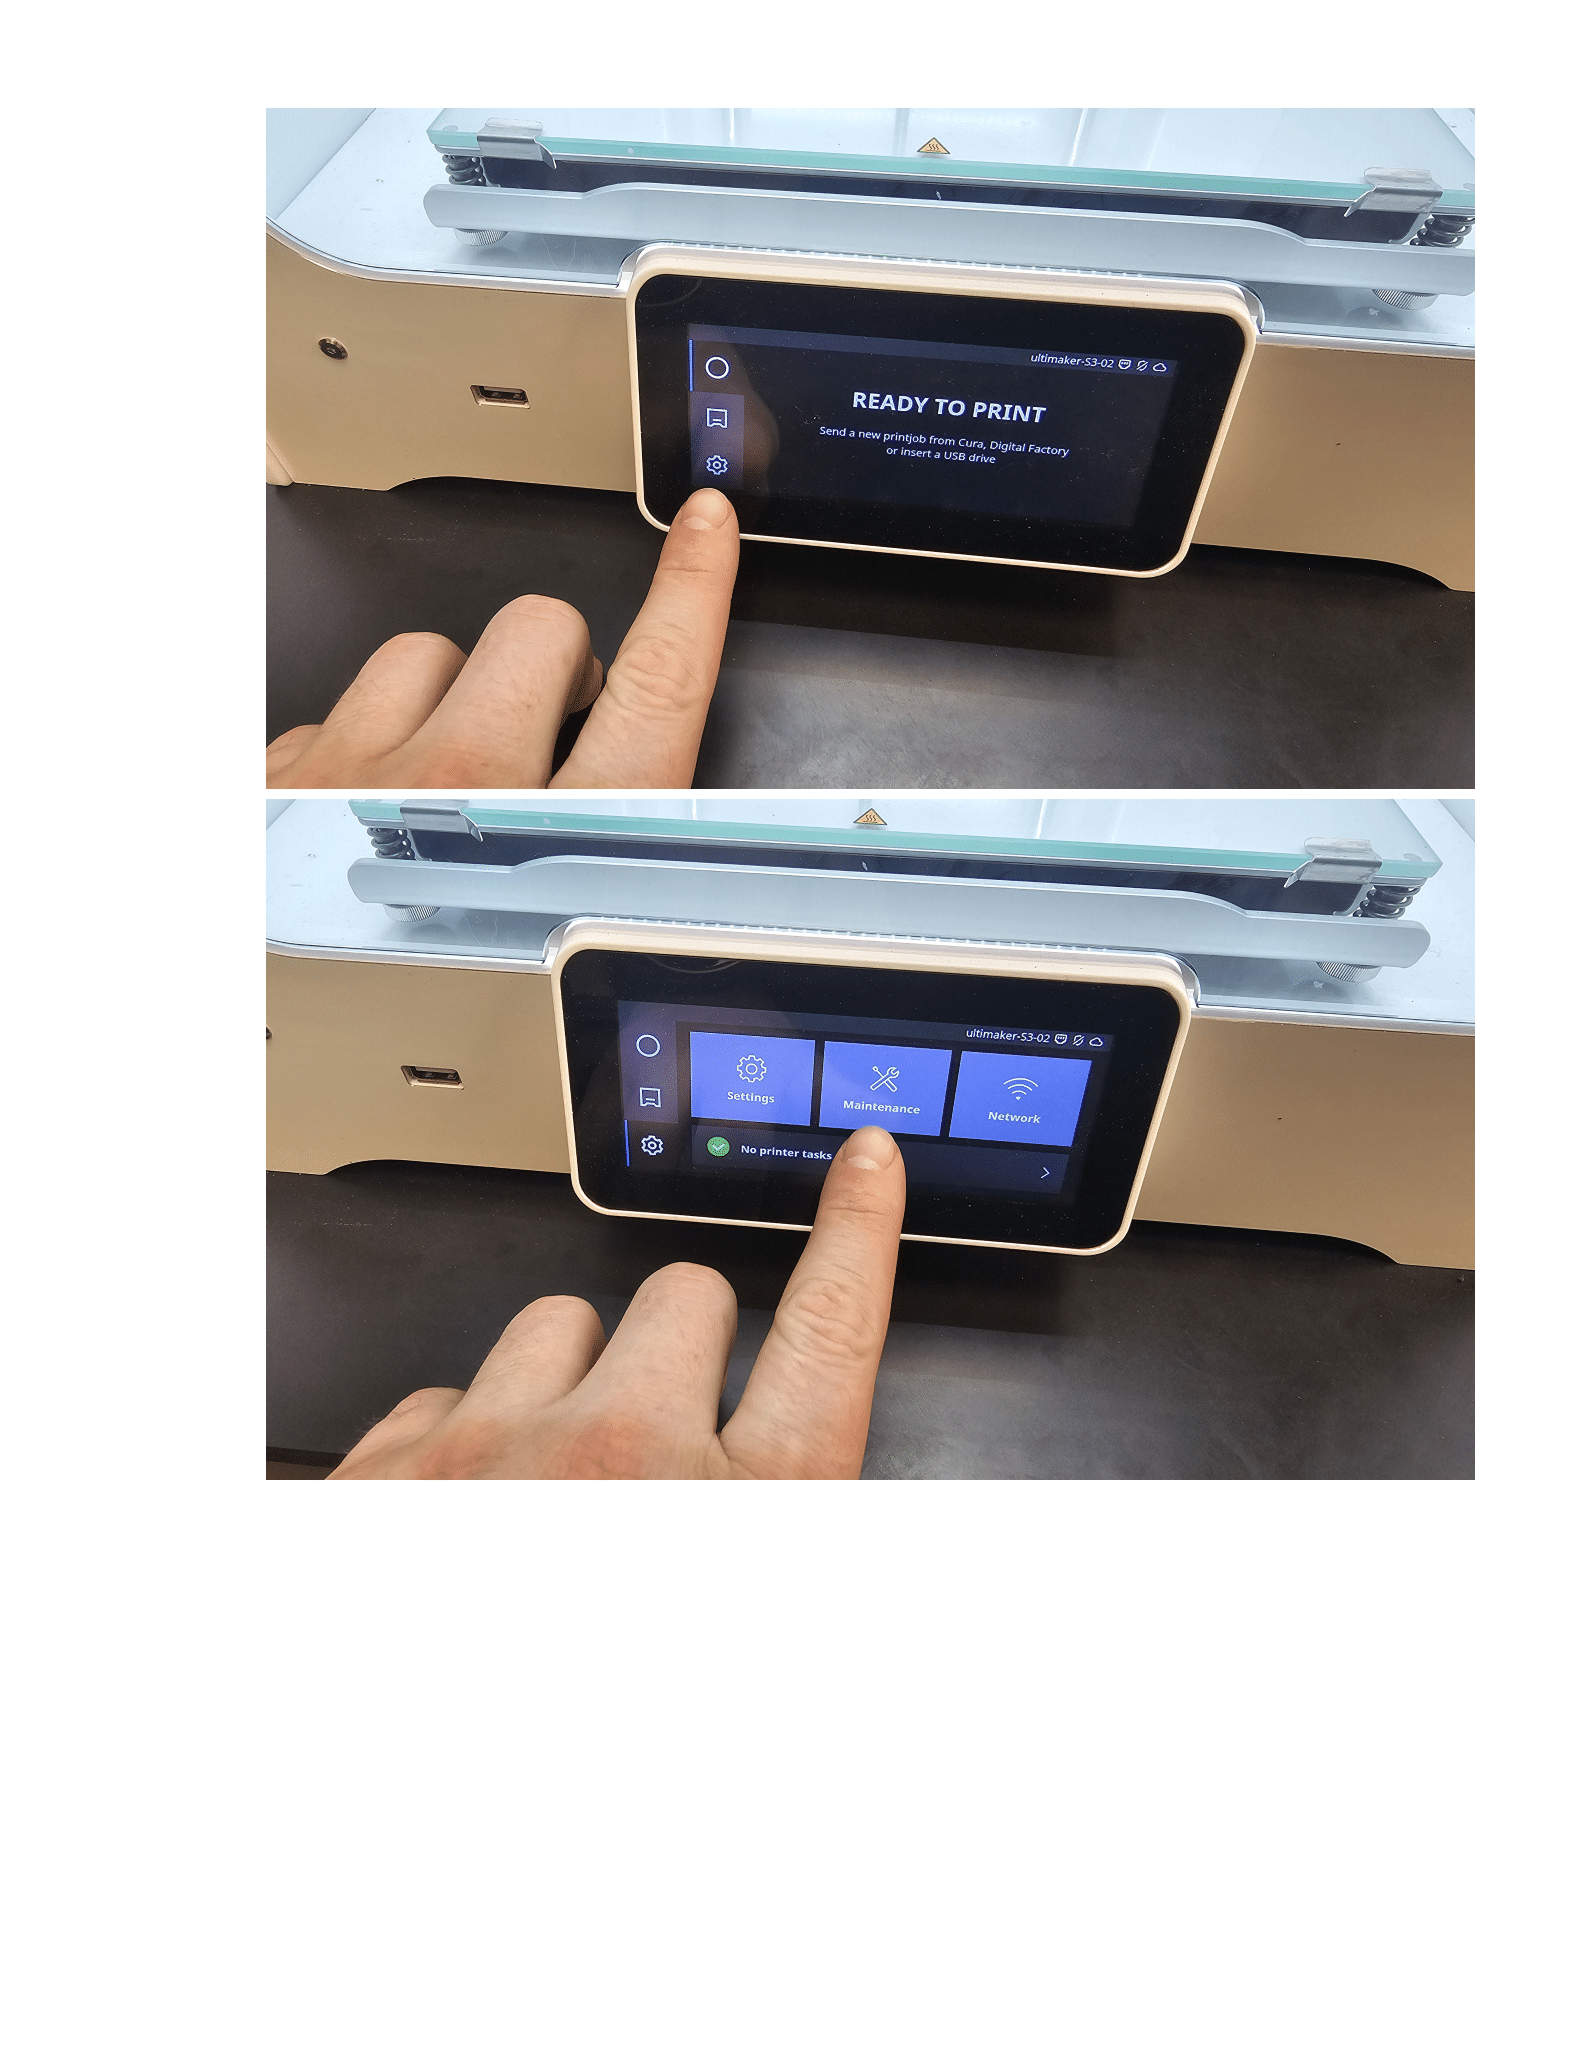 ultimaker-S3-02
READY TO PRINT
Send a new printjob from Cura, Digital Factory
or insert a USB drive
ultimaker-S3-02
Settings
Maintenance
Network
No printer tasks